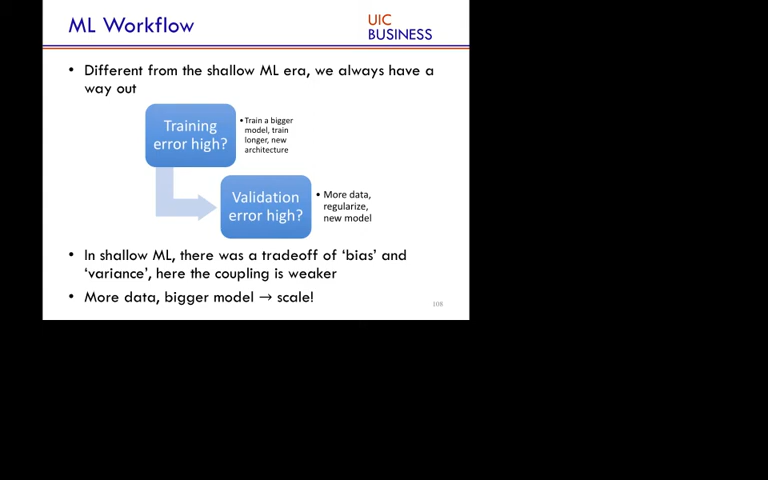 ML Workflow
UIC
BUSINESS
• Different from the shallow ML era, we always have a
way out
Training
error high?
• Train a bigger
model, train
longer, new
architecture
Validation
error high?
• More data,
regularize,
new model
• In shallow ML, there was a tradeoff of ‘bias’ and
‘variance’, here the coupling is weaker
• More data, bigger model → scale!
108